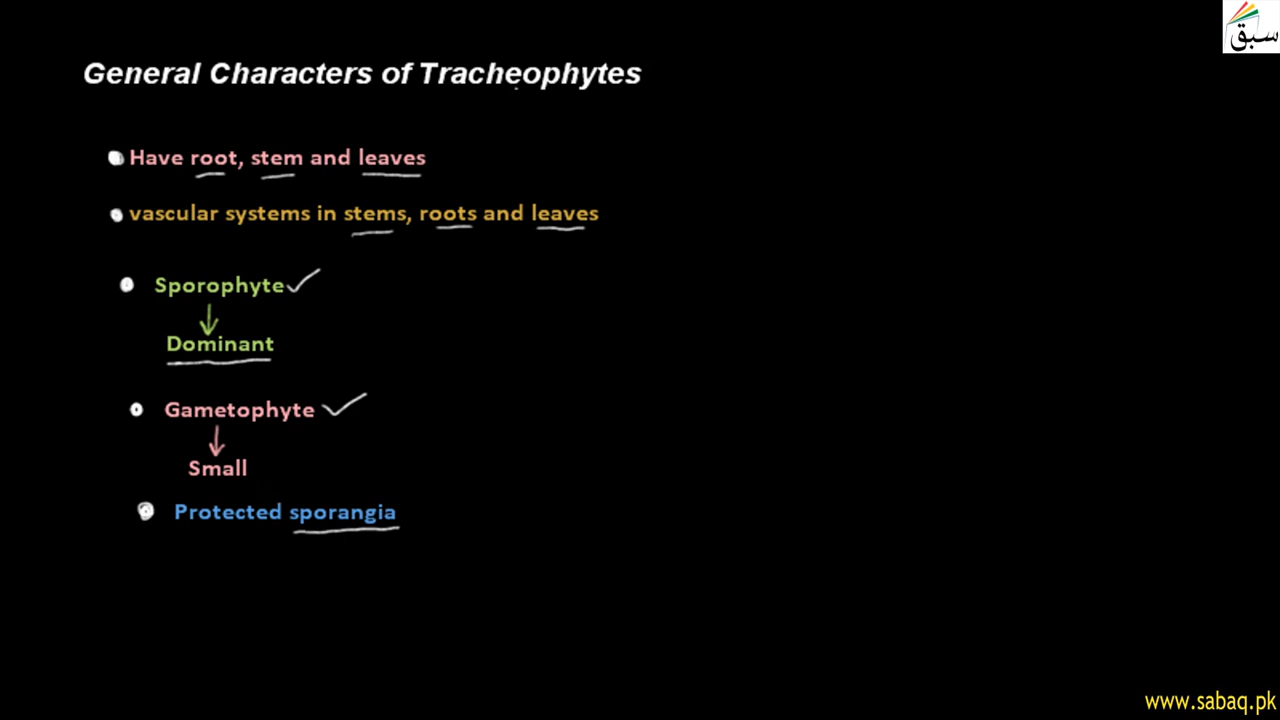 سبق
General Characters of Tracheophytes
Have root, stem and leaves
vascular systems in stems, roots and leaves
Sporophyte
Dominant
Gametophyte
Small
Protected sporangia
www.sabaq.pk